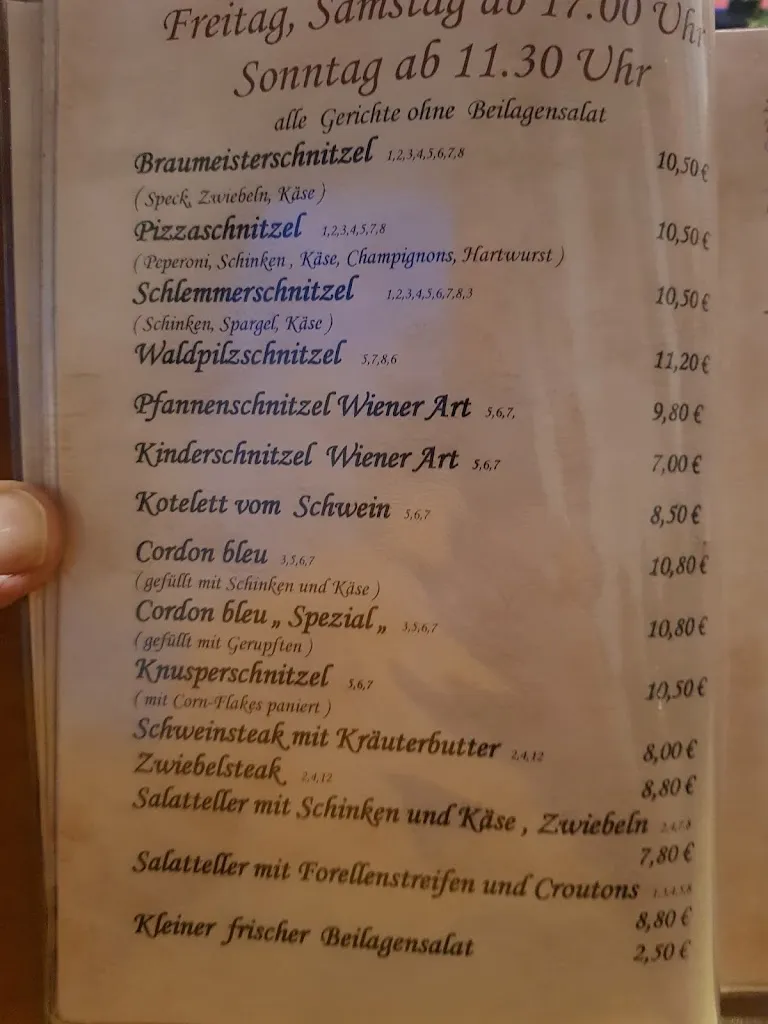 Freitag, Samstag ab 17.00 Uhr
Sonntag ab 11.30 Uhr
alle Gerichte ohne Beilagensalat
Braumeisterschnitzel 1,2,3,4,5,6,7,8 10,50 €
( Speck, Zwiebeln, Käse )
Pizzaschnitzel 1,2,3,4,5,7,8 10,50 €
( Peperoni, Schinken , Käse, Champignons, Hartwurst )
Schlemmerschnitzel 1,2,3,4,5,6,7,8,3 10,50 €
(Schinken, Spargel, Käse )
Waldpilzschnitzel 5,7,8,6 11,20 €
Pfannenschnitzel Wiener Art 5,6,7, 9,80 €
Kinderschnitzel Wiener Art 5,6,7 7,00 €
Kotelett vom Schwein 5,6,7 8,50 €
Cordon bleu 3,5,6,7 10,80 €
(gefüllt mit Schinken und Käse )
Cordon bleu „ Spezial „ 3,5,6,7 10,80 €
(gefüllt mit Gerupften )
Knusperschnitzel 5,6,7 10,50 €
( mit Corn-Flakes paniert )
Schweinsteak mit Kräuterbutter 2,4,12 8,00 €
Zwiebelsteak 2,4,12 8,80 €
Salatteller mit Schinken und Käse , Zwiebeln
7,80 €
Salatteller mit Forellenstreifen und Croutons
8,80 €
Kleiner frischer Beilagensalat 2,50 €